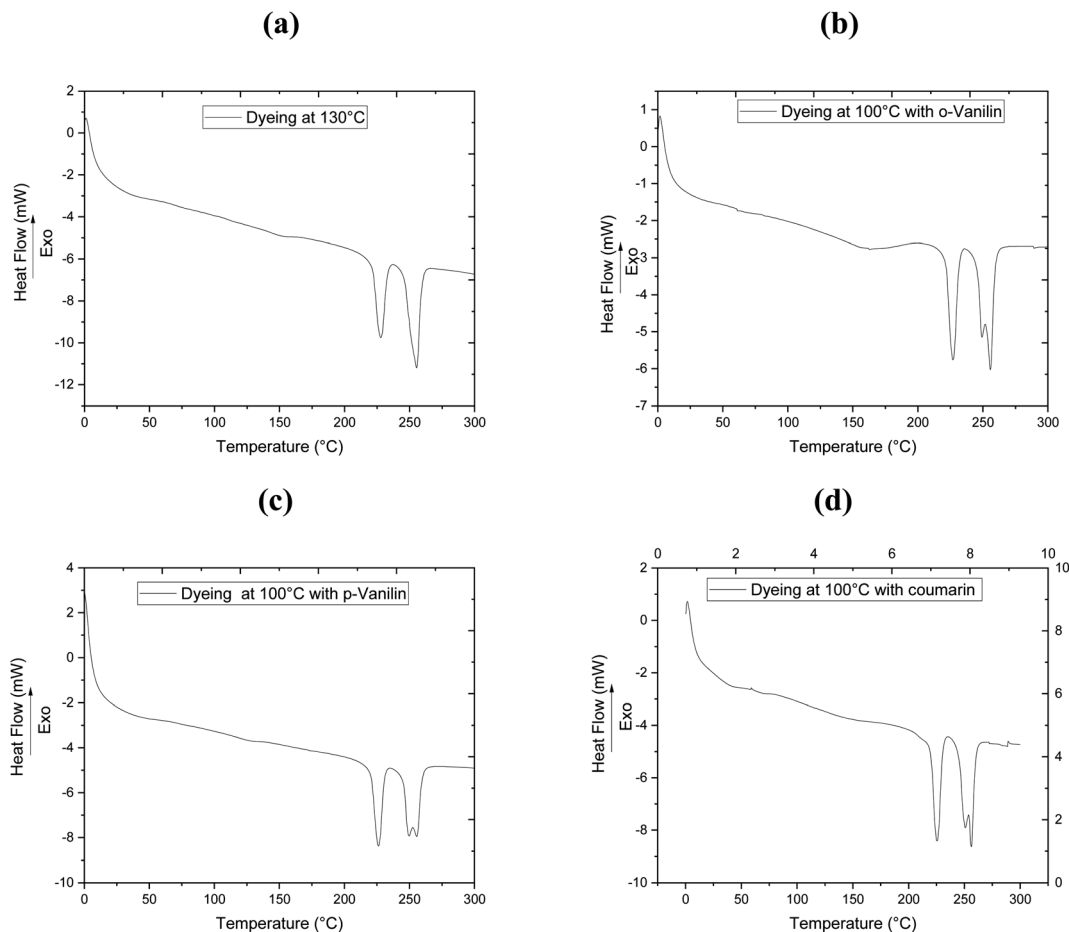 (a)
2
0
-2
-4
-6
-8
-10
-12
Heat Flow (mW)
Exo
Dyeing at 130°C
0 50 100 150 200 250 300
Temperature (°C)
(b)
1
0
-1
-2
-3
-4
-5
-6
-7
Heat Flow (mW)
Exo
Dyeing at 100°C with o-Vanilin
0 50 100 150 200 250 300
Temperature (°C)
(c)
4
2
0
-2
-4
-6
-8
-10
Heat Flow (mW)
Exo
Dyeing at 100°C with p-Vanilin
0 50 100 150 200 250 300
Temperature (°C)
(d)
0 2 4 6 8 10
2
0
-2
-4
-6
-8
-10
Heat Flow (mW)
Exo
Dyeing at 100°C with coumarin
10
8
6
4
2
0
0 50 100 150 200 250 300
Temperature (°C)